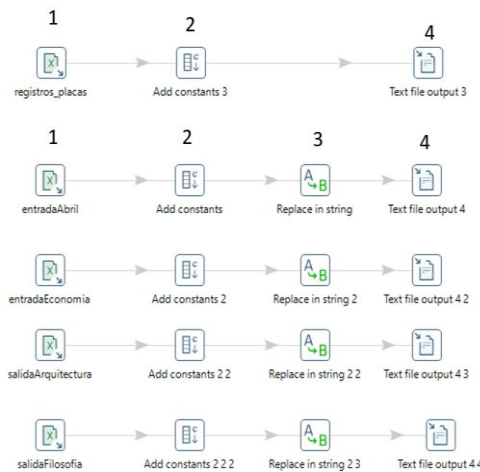 1 2 4
registros_placas Add constants 3 Text file output 3
1 2 3 4
entradaAbril Add constants Replace in string Text file output 4
entradaEconomia Add constants 2 Replace in string 2 Text file output 4 2
salidaArquitectura Add constants 2 2 Replace in string 2 2 Text file output 4 3
salidaFilosofia Add constants 2 2 2 Replace in string 2 3 Text file output 4 4